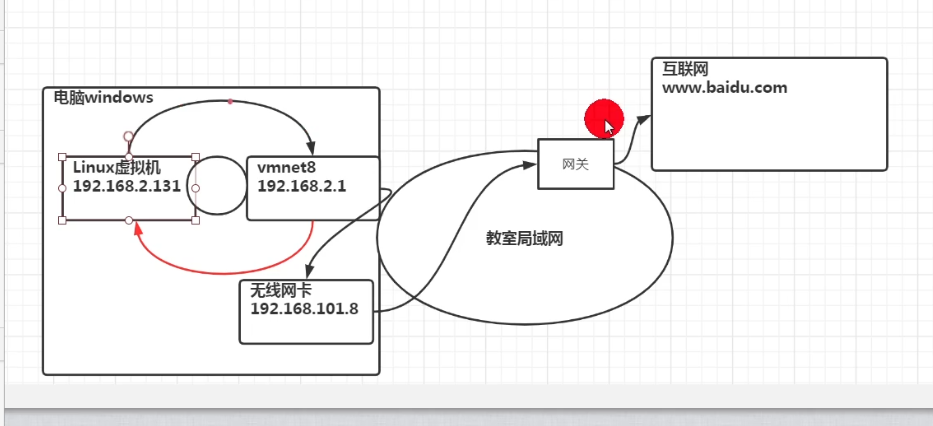 电脑windows
Linux虚拟机
192.168.2.131
vmnet8
192.168.2.1
无线网卡
192.168.101.8
教室局域网
网关
互联网
www.baidu.com